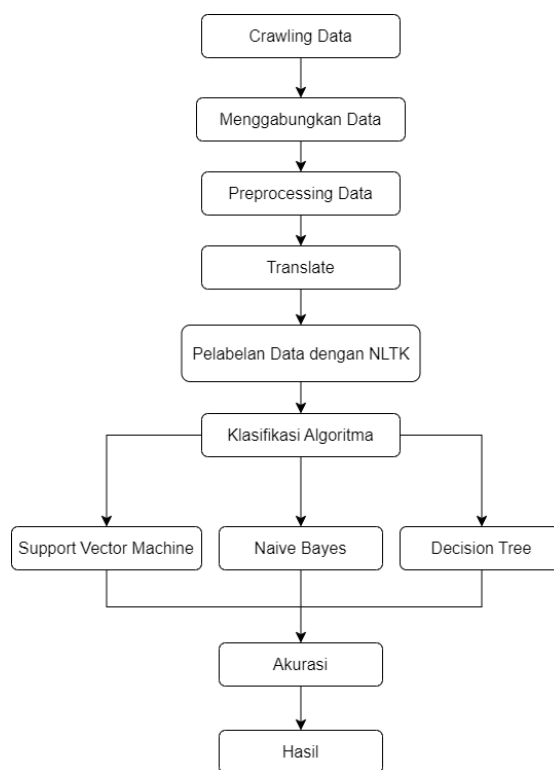 Crawling Data
Menggabungkan Data
Preprocessing Data
Translate
Pelabelan Data dengan NLTK
Klasifikasi Algoritma
Support Vector Machine
Naive Bayes
Decision Tree
Akurasi
Hasil